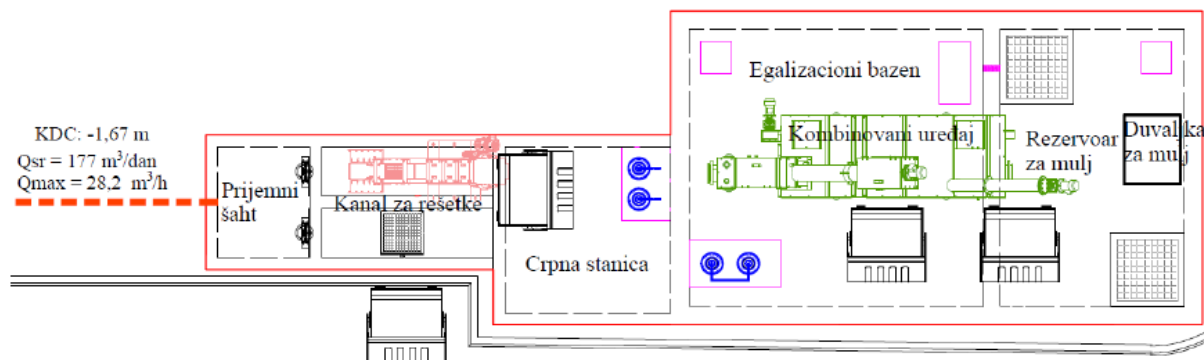 KDC: -1,67 m
Qsr = 177 m³/dan
Qmax = 28,2 m³/h
Prijemni
šaht
Kanal za rešetke
Crpna stanica
Egalizacioni bazen
Kombinovani uređaj
Rezervoar
za mulj
Duvaljka
za mulj